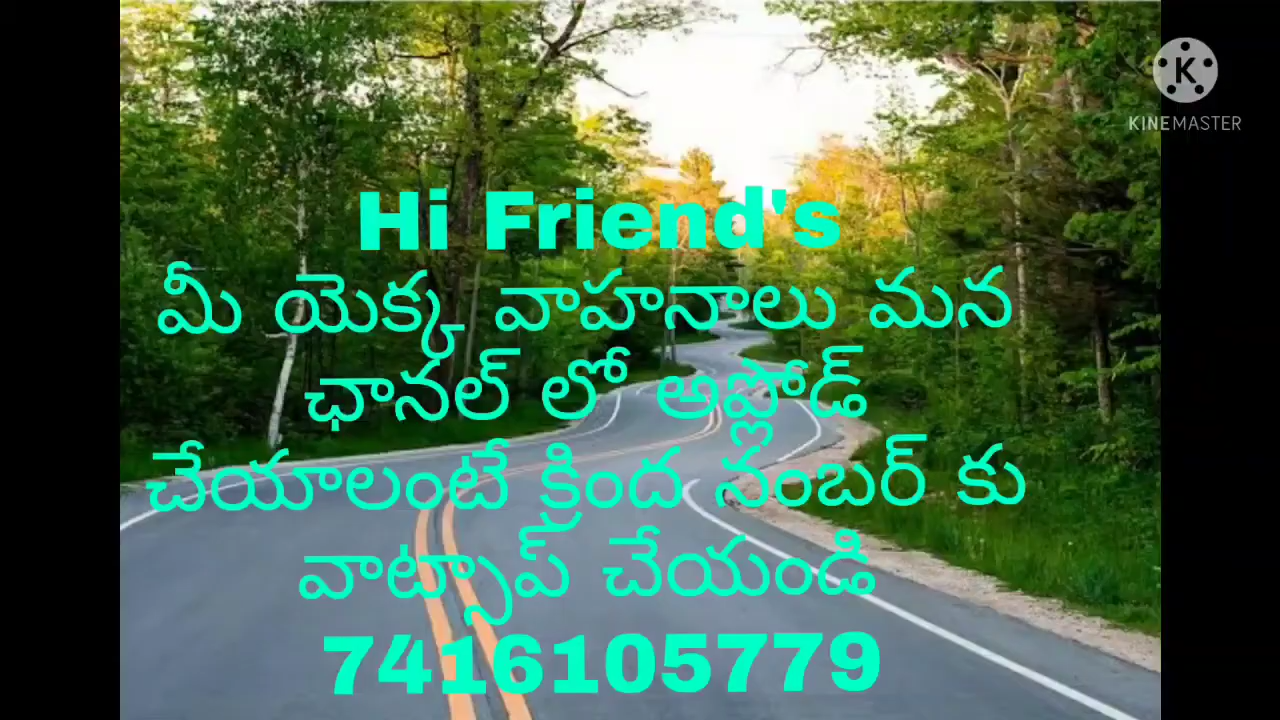 Hi Friend's
మీ యొక్క వాహనాలు మన
ఛానల్ లో అప్లోడ్
చేయాలంటే క్రింద నంబర్ కు
వాట్సాప్ చేయండి
7416105779
K
KINEMASTER